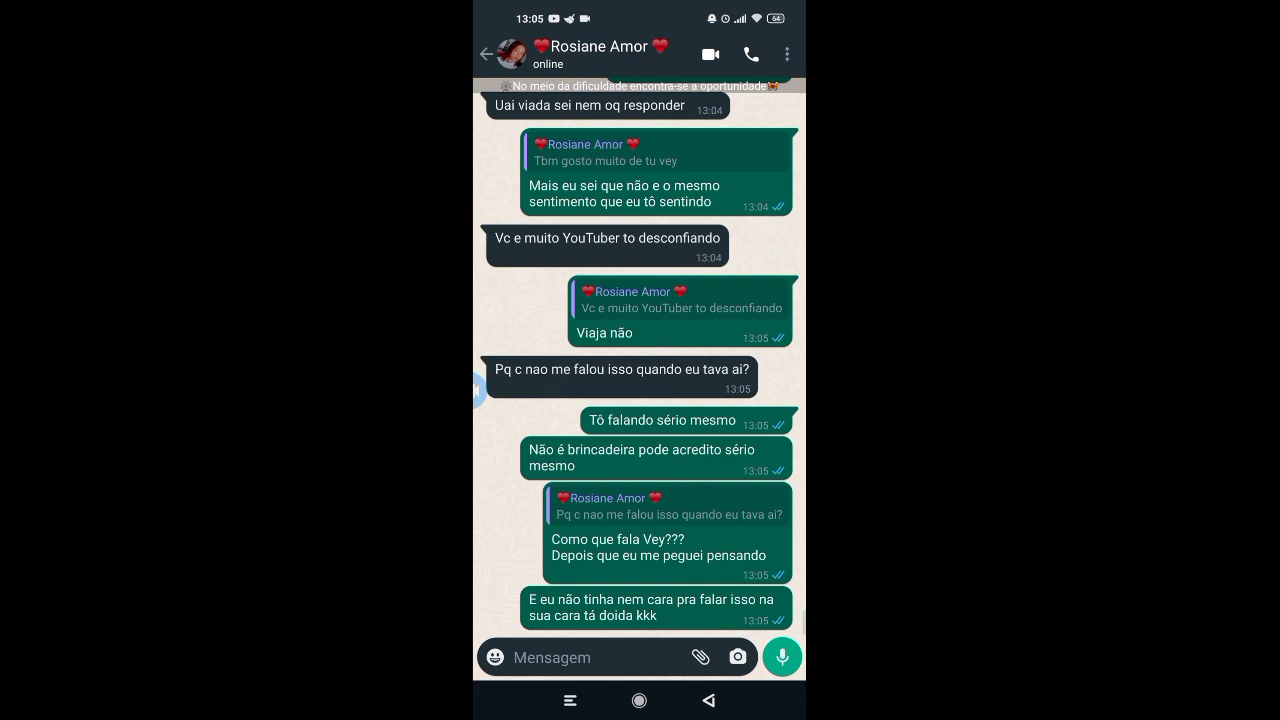 13:05
64
❤️Rosiane Amor ❤️
online
No meio da dificuldade encontra-se a oportunidade
Uai viada sei nem oq responder
13:04
❤️Rosiane Amor ❤️
Tbm gosto muito de tu vey
Mais eu sei que não e o mesmo
sentimento que eu tô sentindo
13:04
Vc e muito YouTuber to desconfiando
13:04
❤️Rosiane Amor ❤️
Vc e muito YouTuber to desconfiando
Viaja não
13:05
Pq c nao me falou isso quando eu tava ai?
13:05
Tô falando sério mesmo
13:05
Não é brincadeira pode acredito sério
mesmo
13:05
❤️Rosiane Amor ❤️
Pq c nao me falou isso quando eu tava ai?
Como que fala Vey???
Depois que eu me peguei pensando
13:05
E eu não tinha nem cara pra falar isso na
sua cara tá doida kkk
13:05
Mensagem